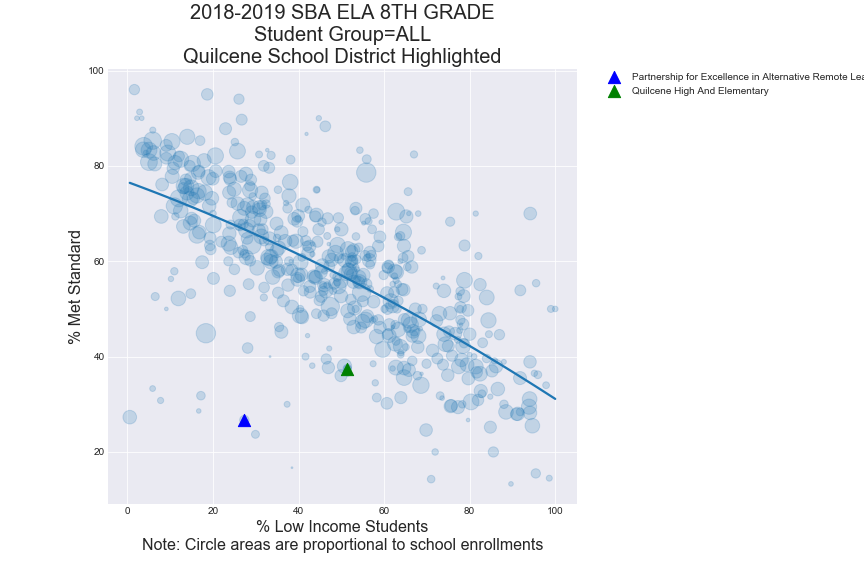 2018-2019 SBA ELA 8TH GRADE
Student Group=ALL
Quilcene School District Highlighted
Partnership for Excellence in Alternative Remote Lea
Quilcene High And Elementary
% Met Standard
100
80
60
40
20
0 20 40 60 80 100
% Low Income Students
Note: Circle areas are proportional to school enrollments